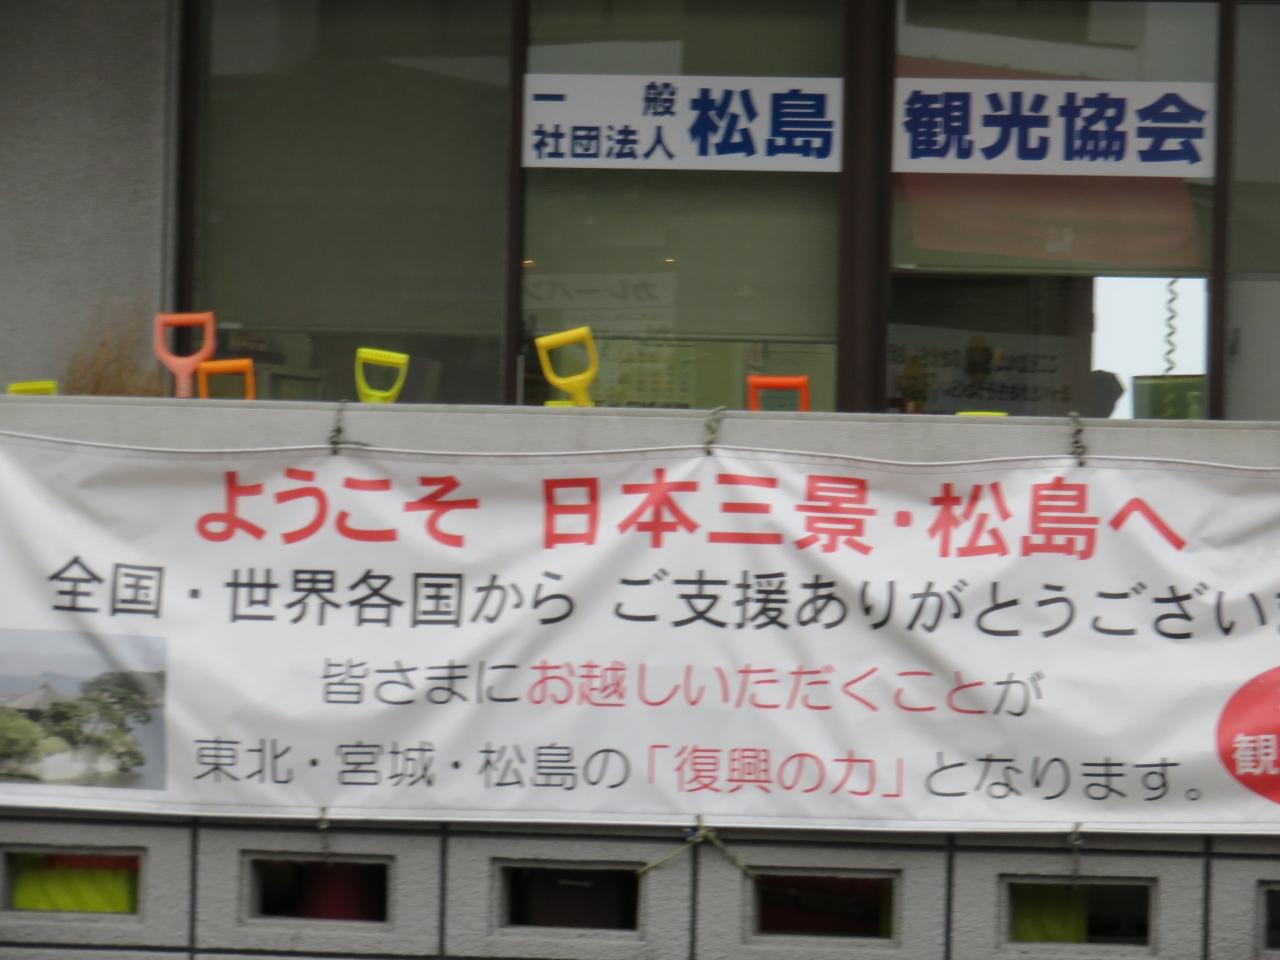 一般
社団法人 松島 観光協会
ようこそ 日本三景・松島へ
全国・世界各国から ご支援ありがとうござい
皆さまにお越しいただくことが
東北・宮城・松島の「復興の力」となります。
観